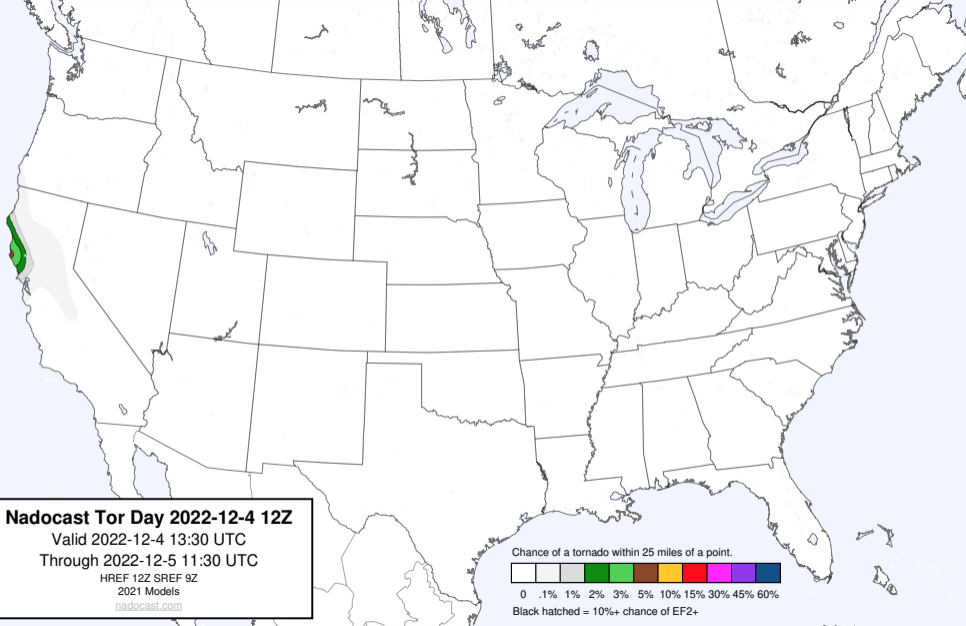 Nadocast Tor Day 2022-12-4 12Z
Valid 2022-12-4 13:30 UTC
Through 2022-12-5 11:30 UTC
HREF 12Z SREF 9Z
2021 Models
nadocast.com
Chance of a tornado within 25 miles of a point.
0 .1% 1% 2% 3% 5% 10% 15% 30% 45% 60%
Black hatched = 10%+ chance of EF2+